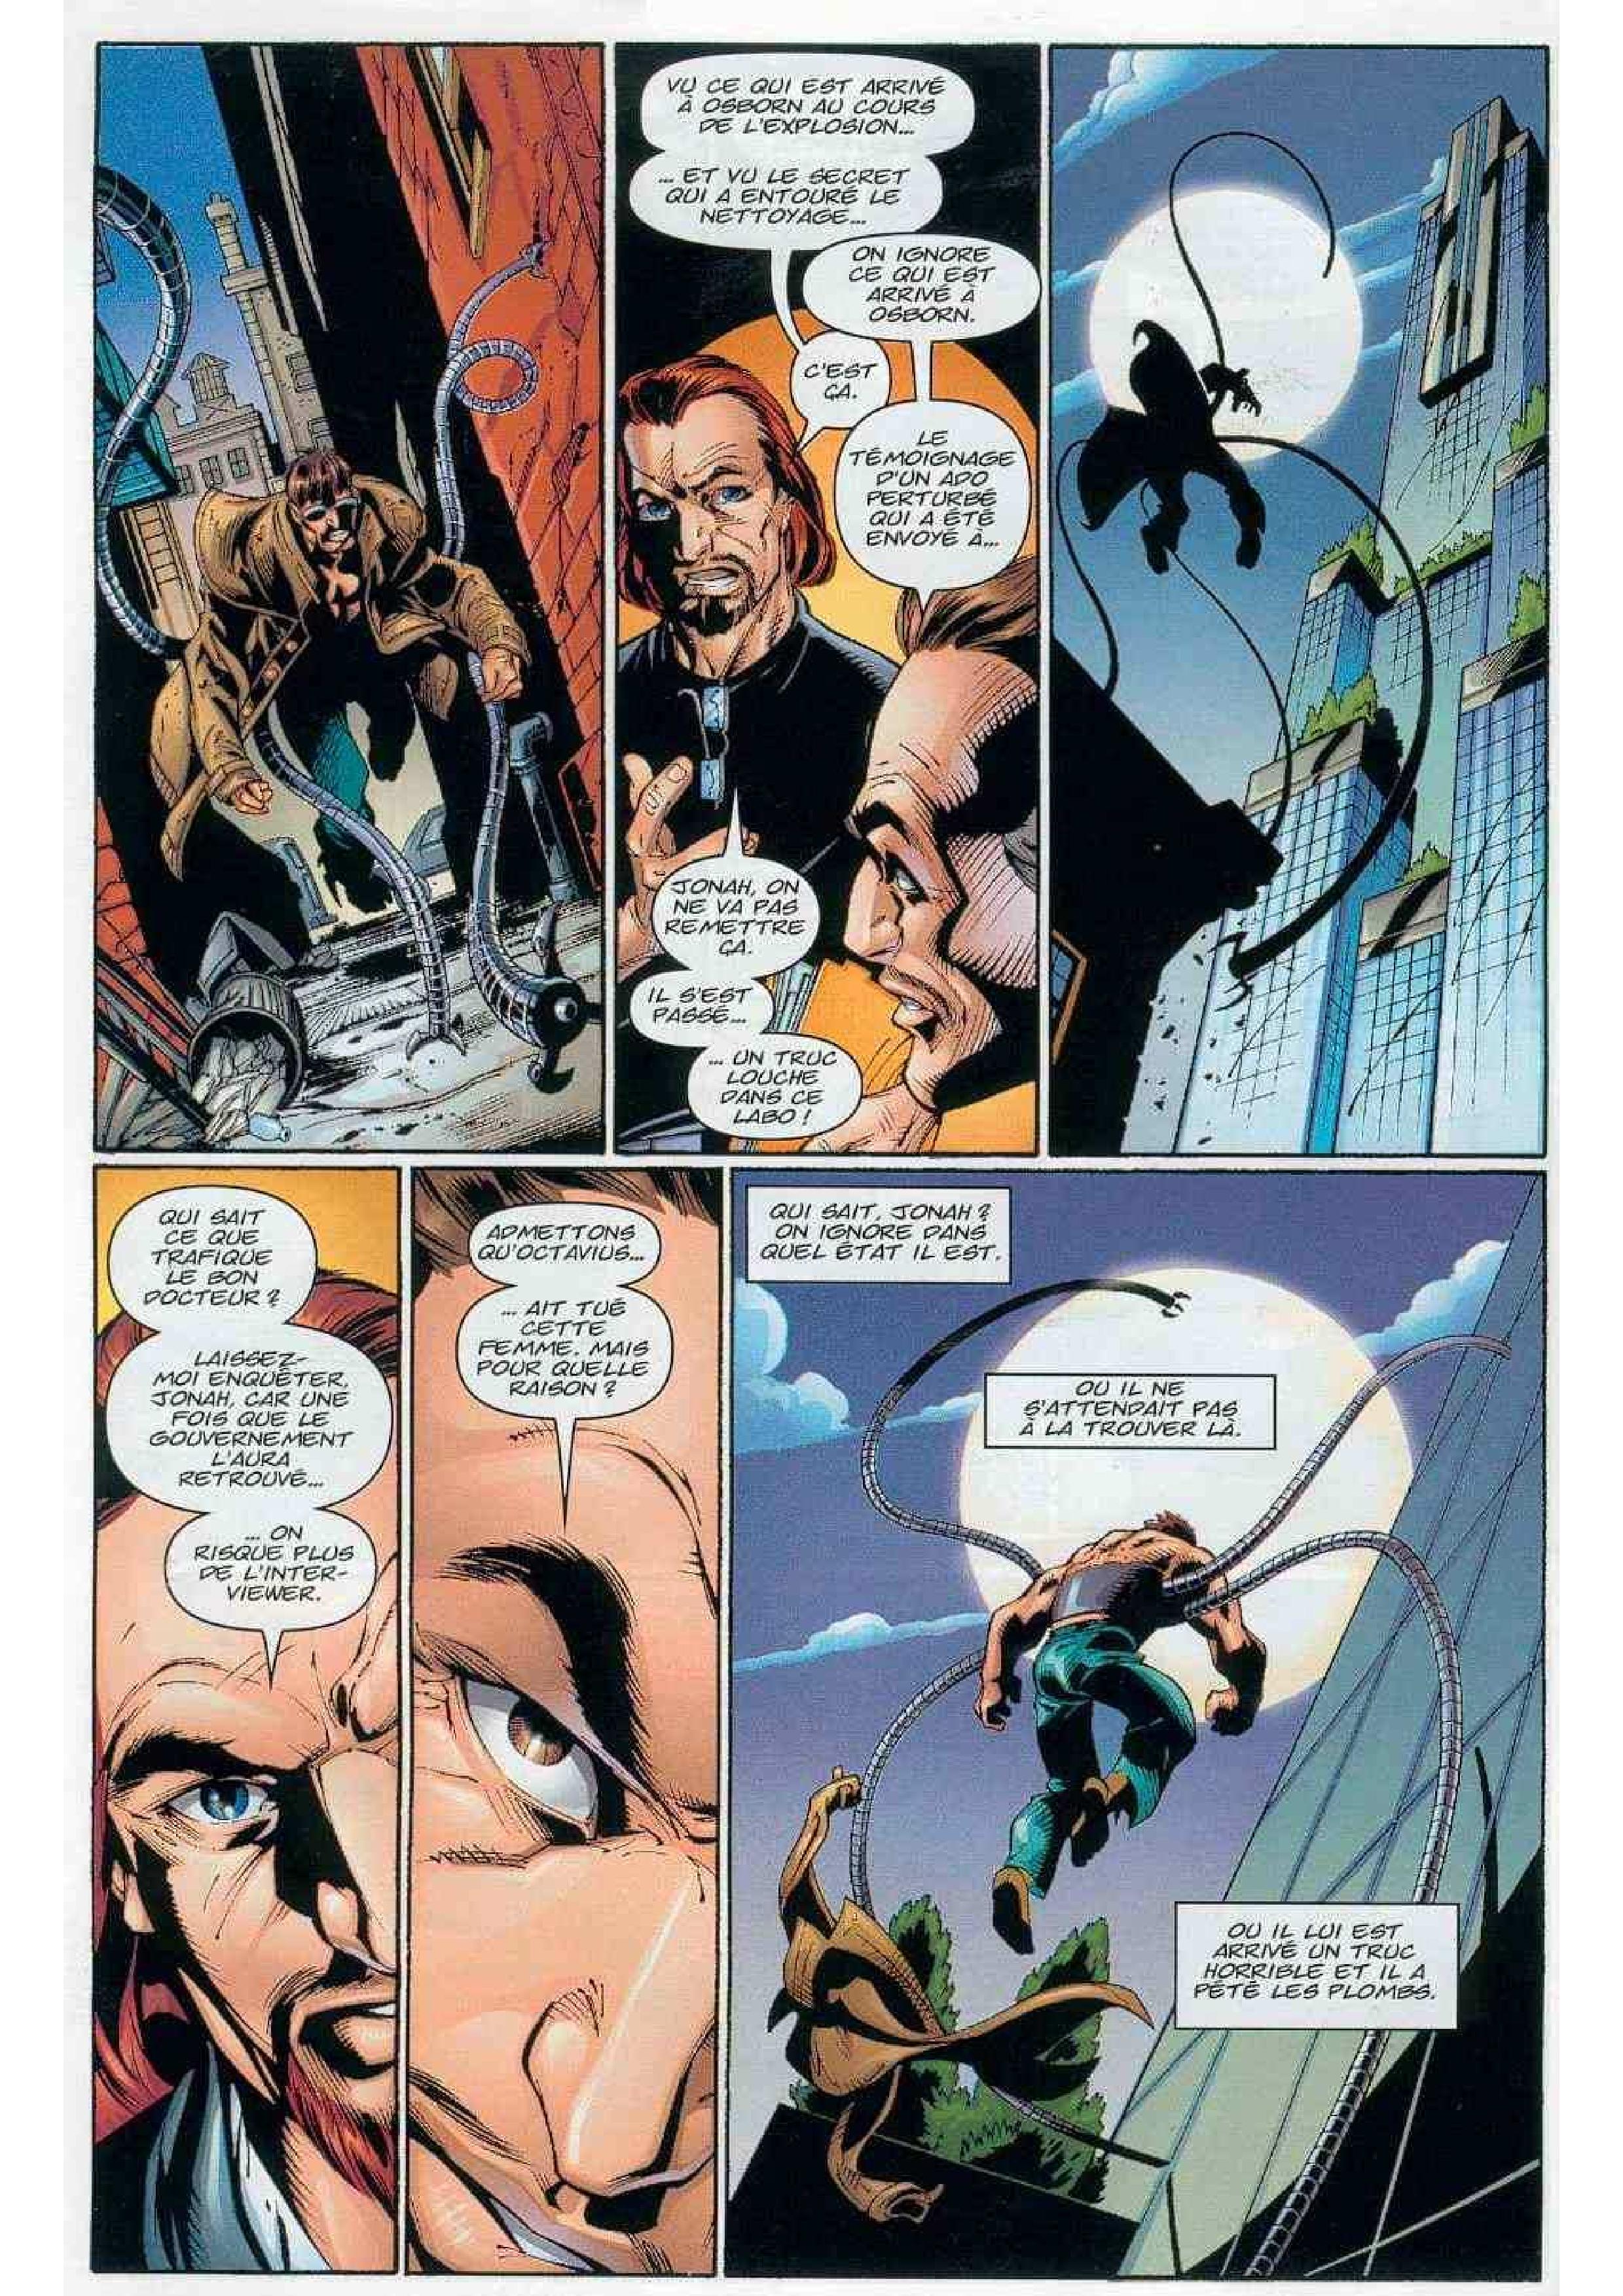 VU CE QUI EST ARRIVÉ
À OSBORN AU COURS
DE L'EXPLOSION...
... ET VU LE SECRET
QUI A ENTOURÉ LE
NETTOYAGE...
ON IGNORE
CE QUI EST
ARRIVÉ À
OSBORN.
C'EST
ÇA.
LE
TÉMOIGNAGE
D'UN ADO
PERTURBÉ
QUI A ÉTÉ
ENVOYÉ À...
JONAH, ON
NE VA PAS
REMETTRE
ÇA.
IL S'EST
PASSÉ...
... UN TRUC
LOUCHE
DANS CE
LABO !
QUI SAIT
CE QUE
TRAFIQUE
LE BON
DOCTEUR ?
LAISSEZ-
MOI ENQUÊTER,
JONAH, CAR UNE
FOIS QUE LE
GOUVERNEMENT
L'AURA
RETROUVÉ...
... ON
RISQUE PLUS
DE L'INTER-
VIEWER.
ADMETTONS
QU'OCTAVIUS...
... AIT TUÉ
CETTE
FEMME. MAIS
POUR QUELLE
RAISON ?
QUI SAIT, JONAH ?
ON IGNORE DANS
QUEL ÉTAT IL EST.
OU IL NE
S'ATTENDAIT PAS
À LA TROUVER LÀ.
OU IL LUI EST
ARRIVÉ UN TRUC
HORRIBLE ET IL A
PÉTÉ LES PLOMBS.